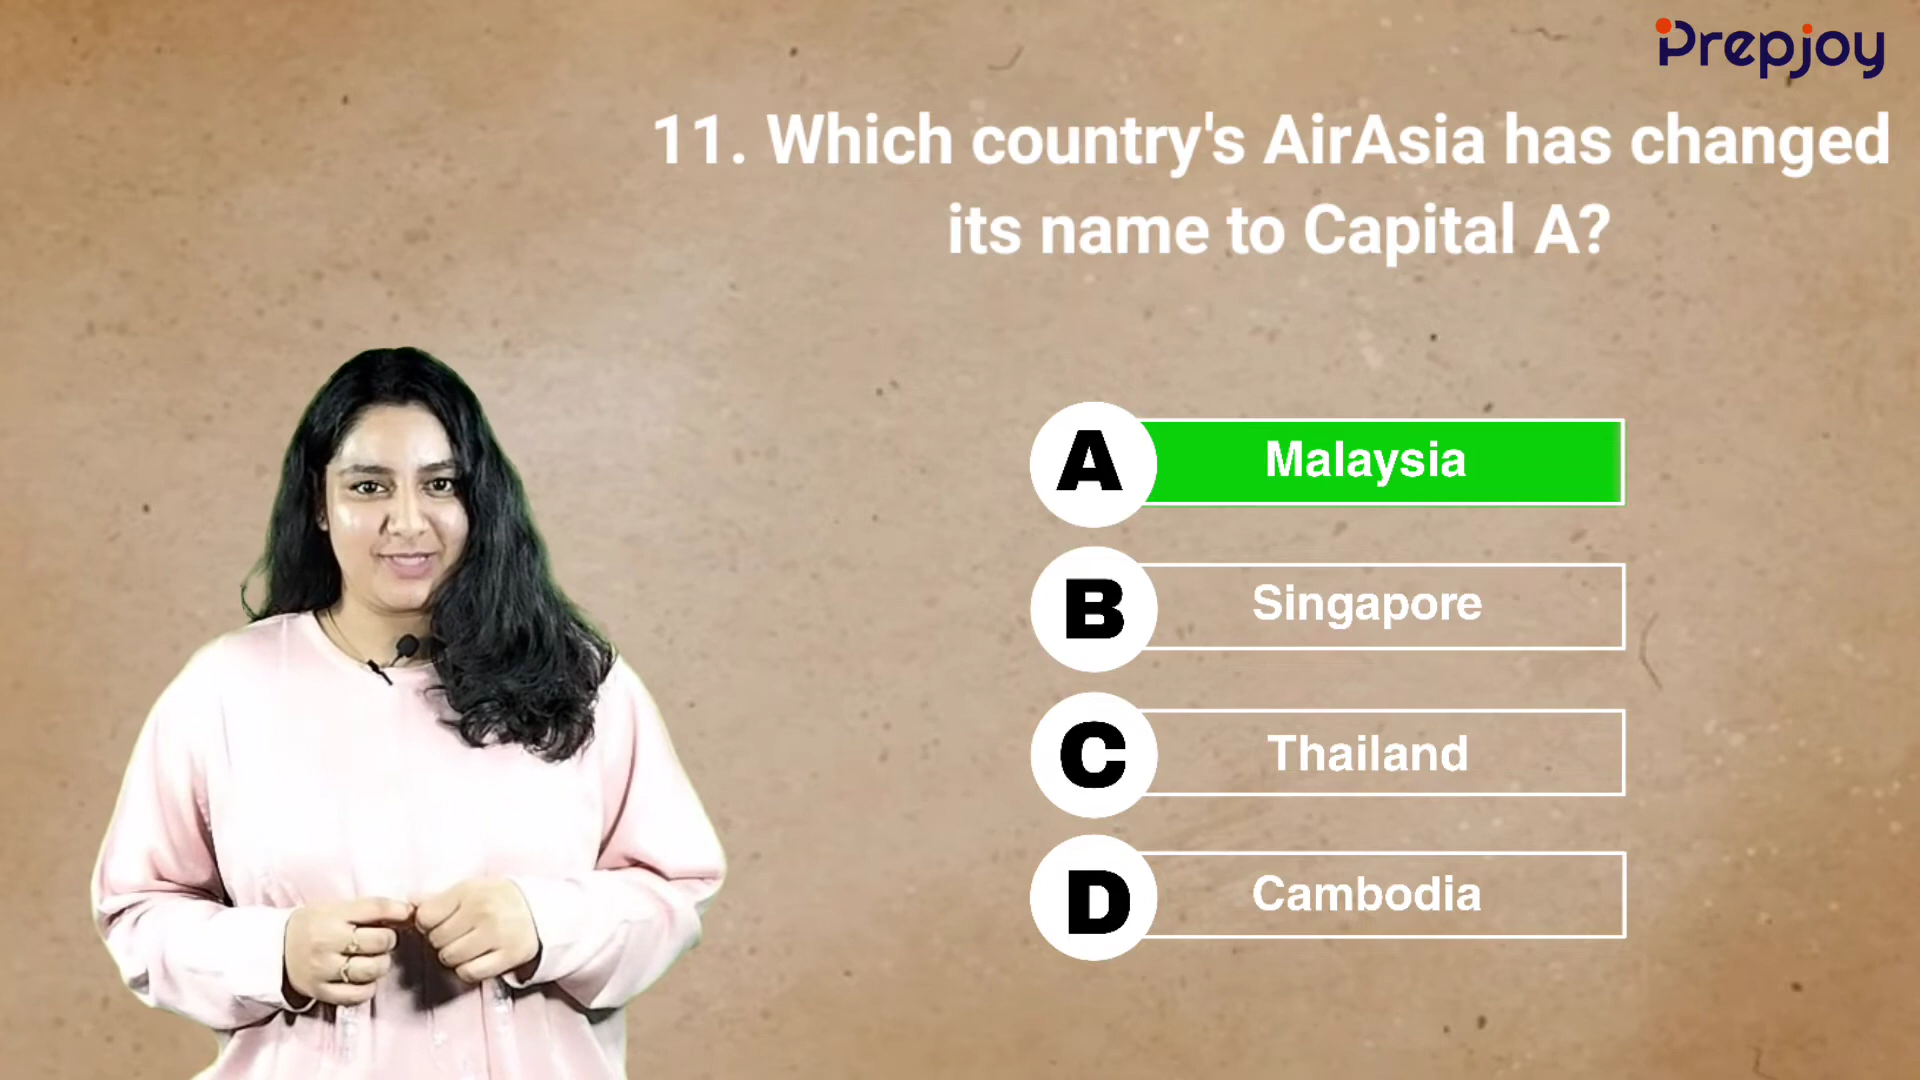 Prepjoy
11. Which country's AirAsia has changed
its name to Capital A?
A Malaysia
B Singapore
C Thailand
D Cambodia